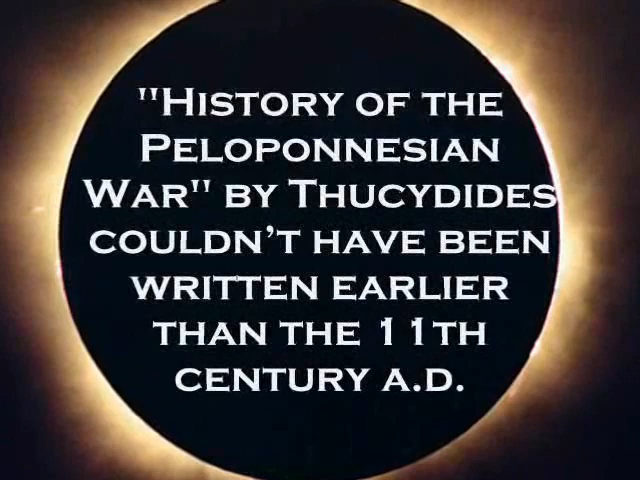 "History of the
Peloponnesian
War" by Thucydides
couldn’t have been
written earlier
than the 11th
century a.d.